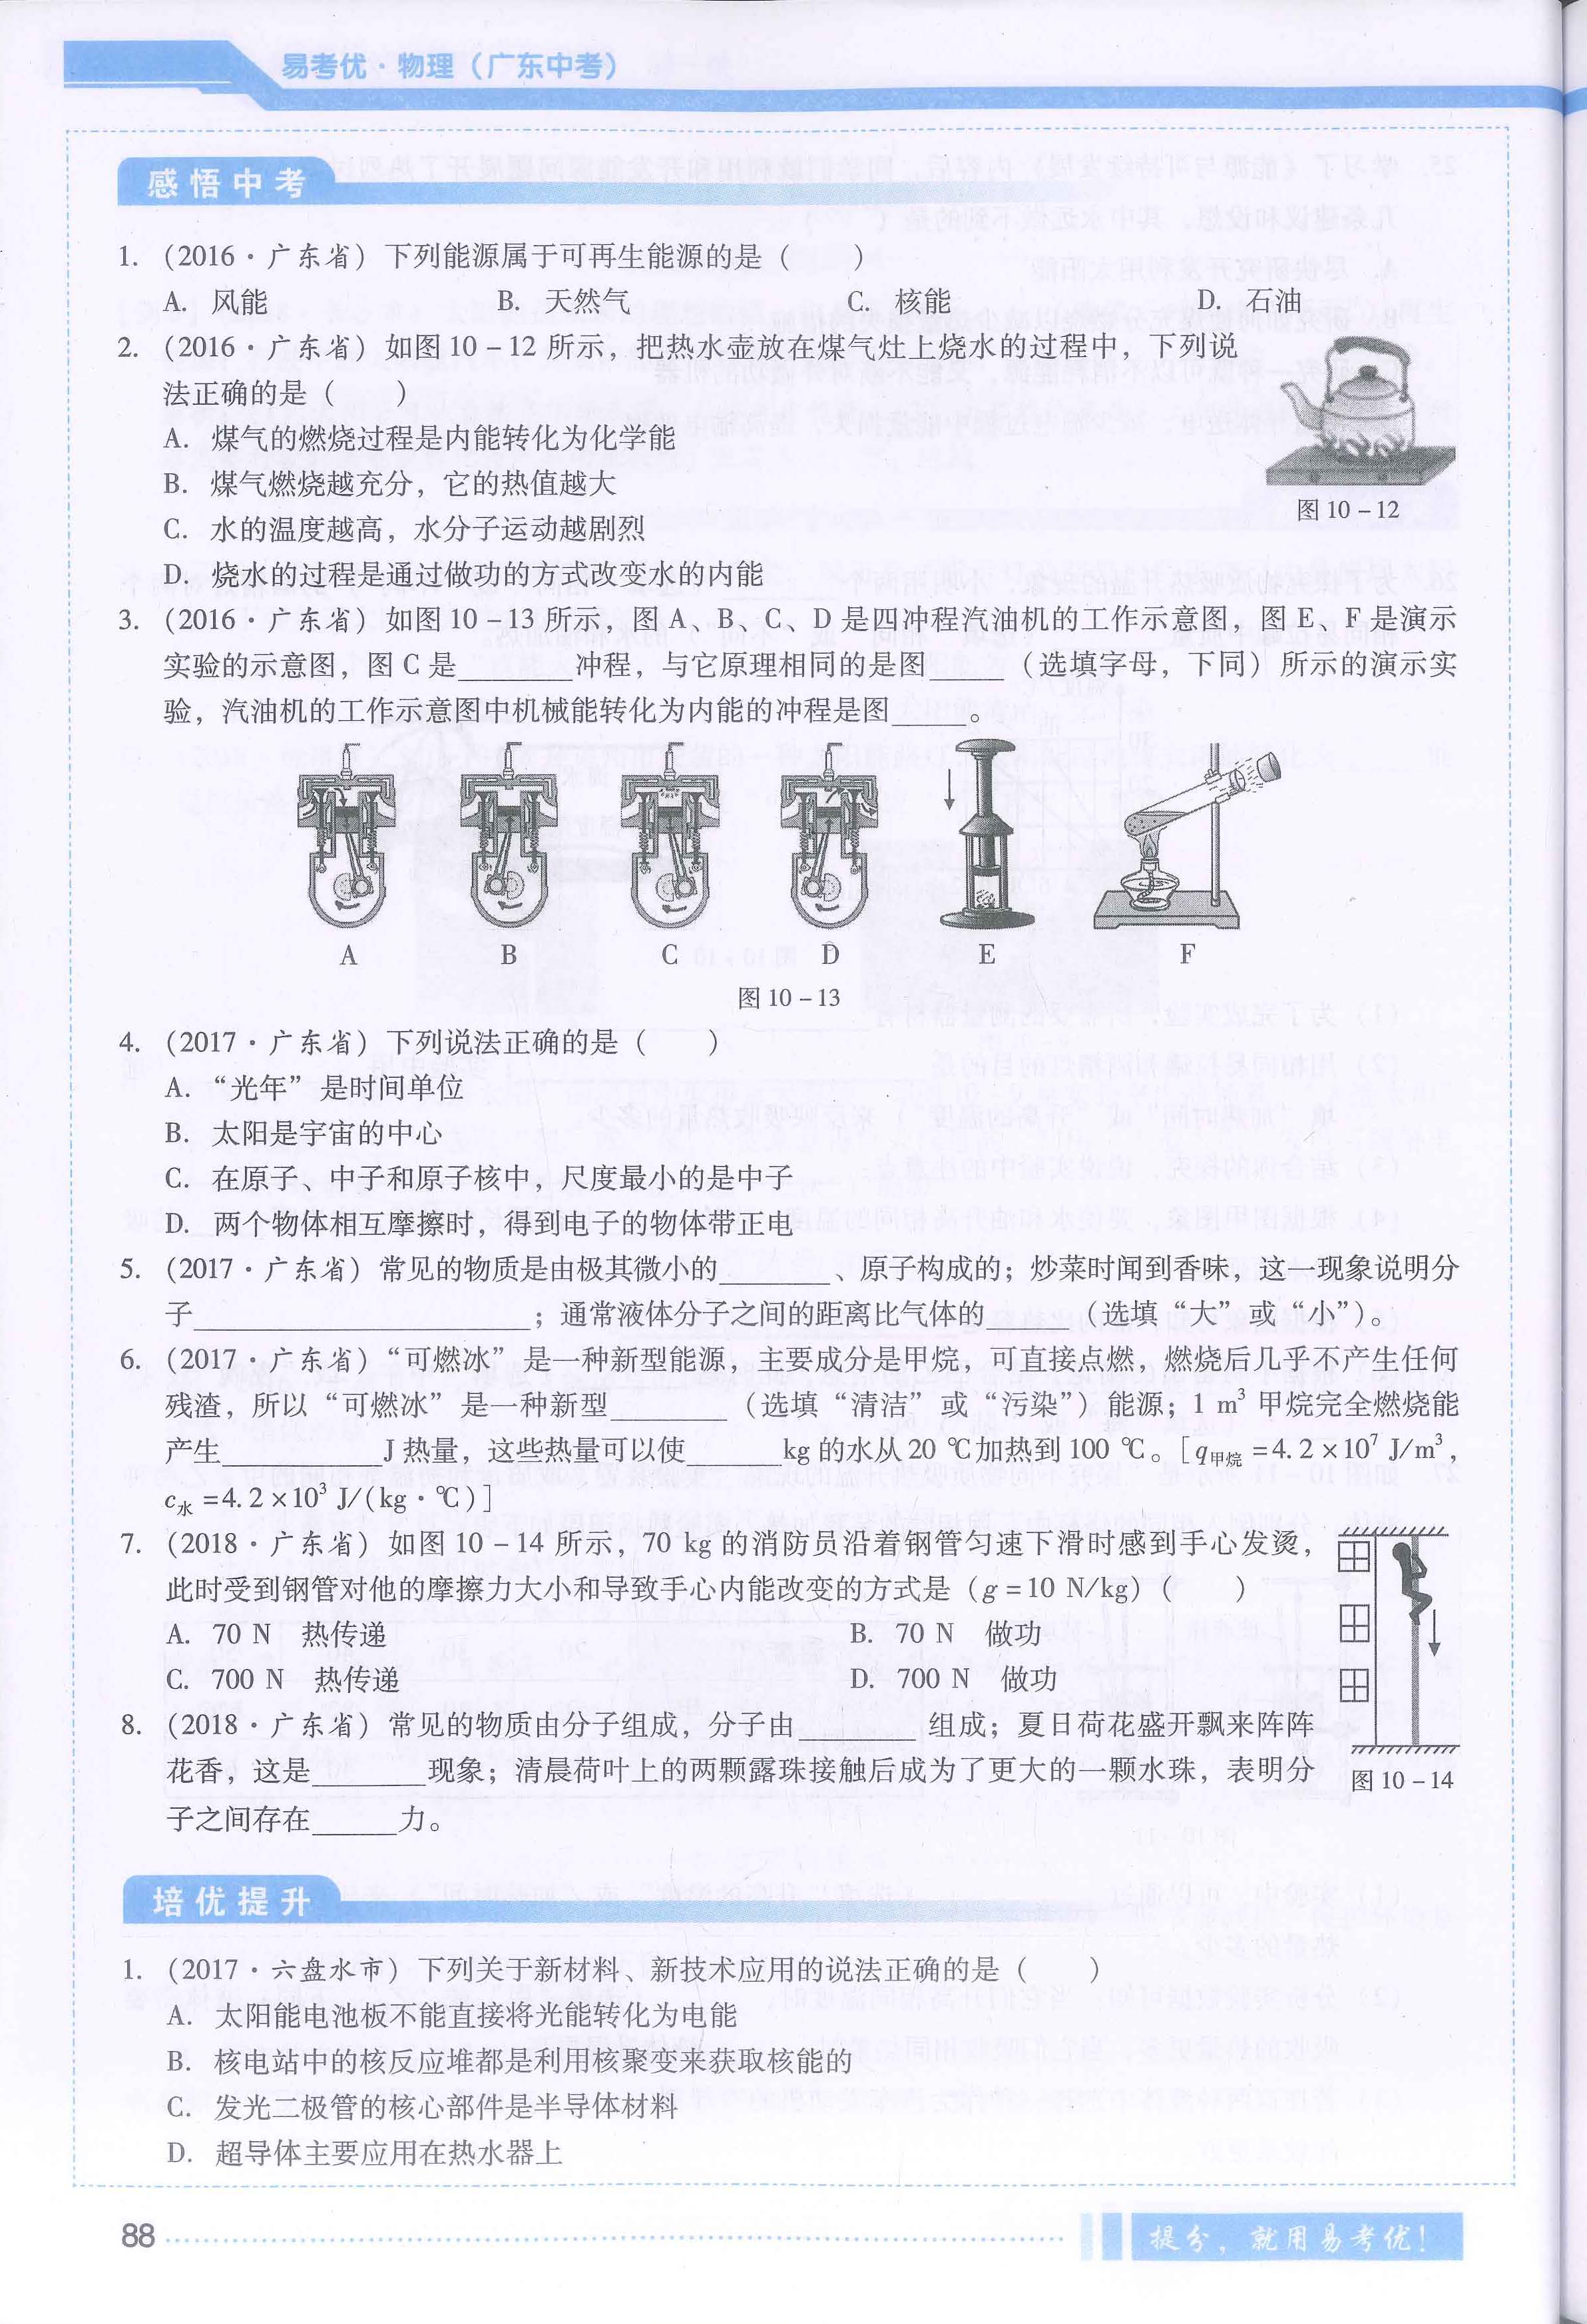 易考优·物理（广东中考）
感悟中考
1. （2016·广东省）下列能源属于可再生能源的是（　　）
A. 风能　B. 天然气　C. 核能　D. 石油
2. （2016·广东省）如图 10－12 所示，把热水壶放在煤气灶上烧水的过程中，下列说
法正确的是（　　）
A. 煤气的燃烧过程是内能转化为化学能
B. 煤气燃烧越充分，它的热值越大
C. 水的温度越高，水分子运动越剧烈
D. 烧水的过程是通过做功的方式改变水的内能
图 10－12
3. （2016·广东省）如图 10－13 所示，图 A、B、C、D 是四冲程汽油机的工作示意图，图 E、F 是演示
实验的示意图，图 C 是________冲程，与它原理相同的是图_____（选填字母，下同）所示的演示实
验，汽油机的工作示意图中机械能转化为内能的冲程是图_____。
A　B　C　D　E　F
图 10－13
4. （2017·广东省）下列说法正确的是（　　）
A. “光年”是时间单位
B. 太阳是宇宙的中心
C. 在原子、中子和原子核中，尺度最小的是中子
D. 两个物体相互摩擦时，得到电子的物体带正电
5. （2017·广东省）常见的物质是由极其微小的________、原子构成的；炒菜时闻到香味，这一现象说明分
子________________________；通常液体分子之间的距离比气体的______（选填“大”或“小”）。
6. （2017·广东省）“可燃冰”是一种新型能源，主要成分是甲烷，可直接点燃，燃烧后几乎不产生任何
残渣，所以“可燃冰”是一种新型________（选填“清洁”或“污染”）能源；1 m³ 甲烷完全燃烧能
产生___________J 热量，这些热量可以使_______kg 的水从 20 ℃加热到 100 ℃。[q甲烷 =4.2×10⁷ J/m³，
c水 =4.2×10³ J/(kg·℃)]
7. （2018·广东省）如图 10－14 所示，70 kg 的消防员沿着钢管匀速下滑时感到手心发烫，
此时受到钢管对他的摩擦力大小和导致手心内能改变的方式是（g=10 N/kg）（　　）
A. 70 N　热传递　B. 70 N　做功
C. 700 N　热传递　D. 700 N　做功
8. （2018·广东省）常见的物质由分子组成，分子由________组成；夏日荷花盛开飘来阵阵
花香，这是________现象；清晨荷叶上的两颗露珠接触后成为了更大的一颗水珠，表明分
子之间存在______力。
图 10－14
培优提升
1. （2017·六盘水市）下列关于新材料、新技术应用的说法正确的是（　　）
A. 太阳能电池板不能直接将光能转化为电能
B. 核电站中的核反应堆都是利用核聚变来获取核能的
C. 发光二极管的核心部件是半导体材料
D. 超导体主要应用在热水器上
88
提分，就用易考优！